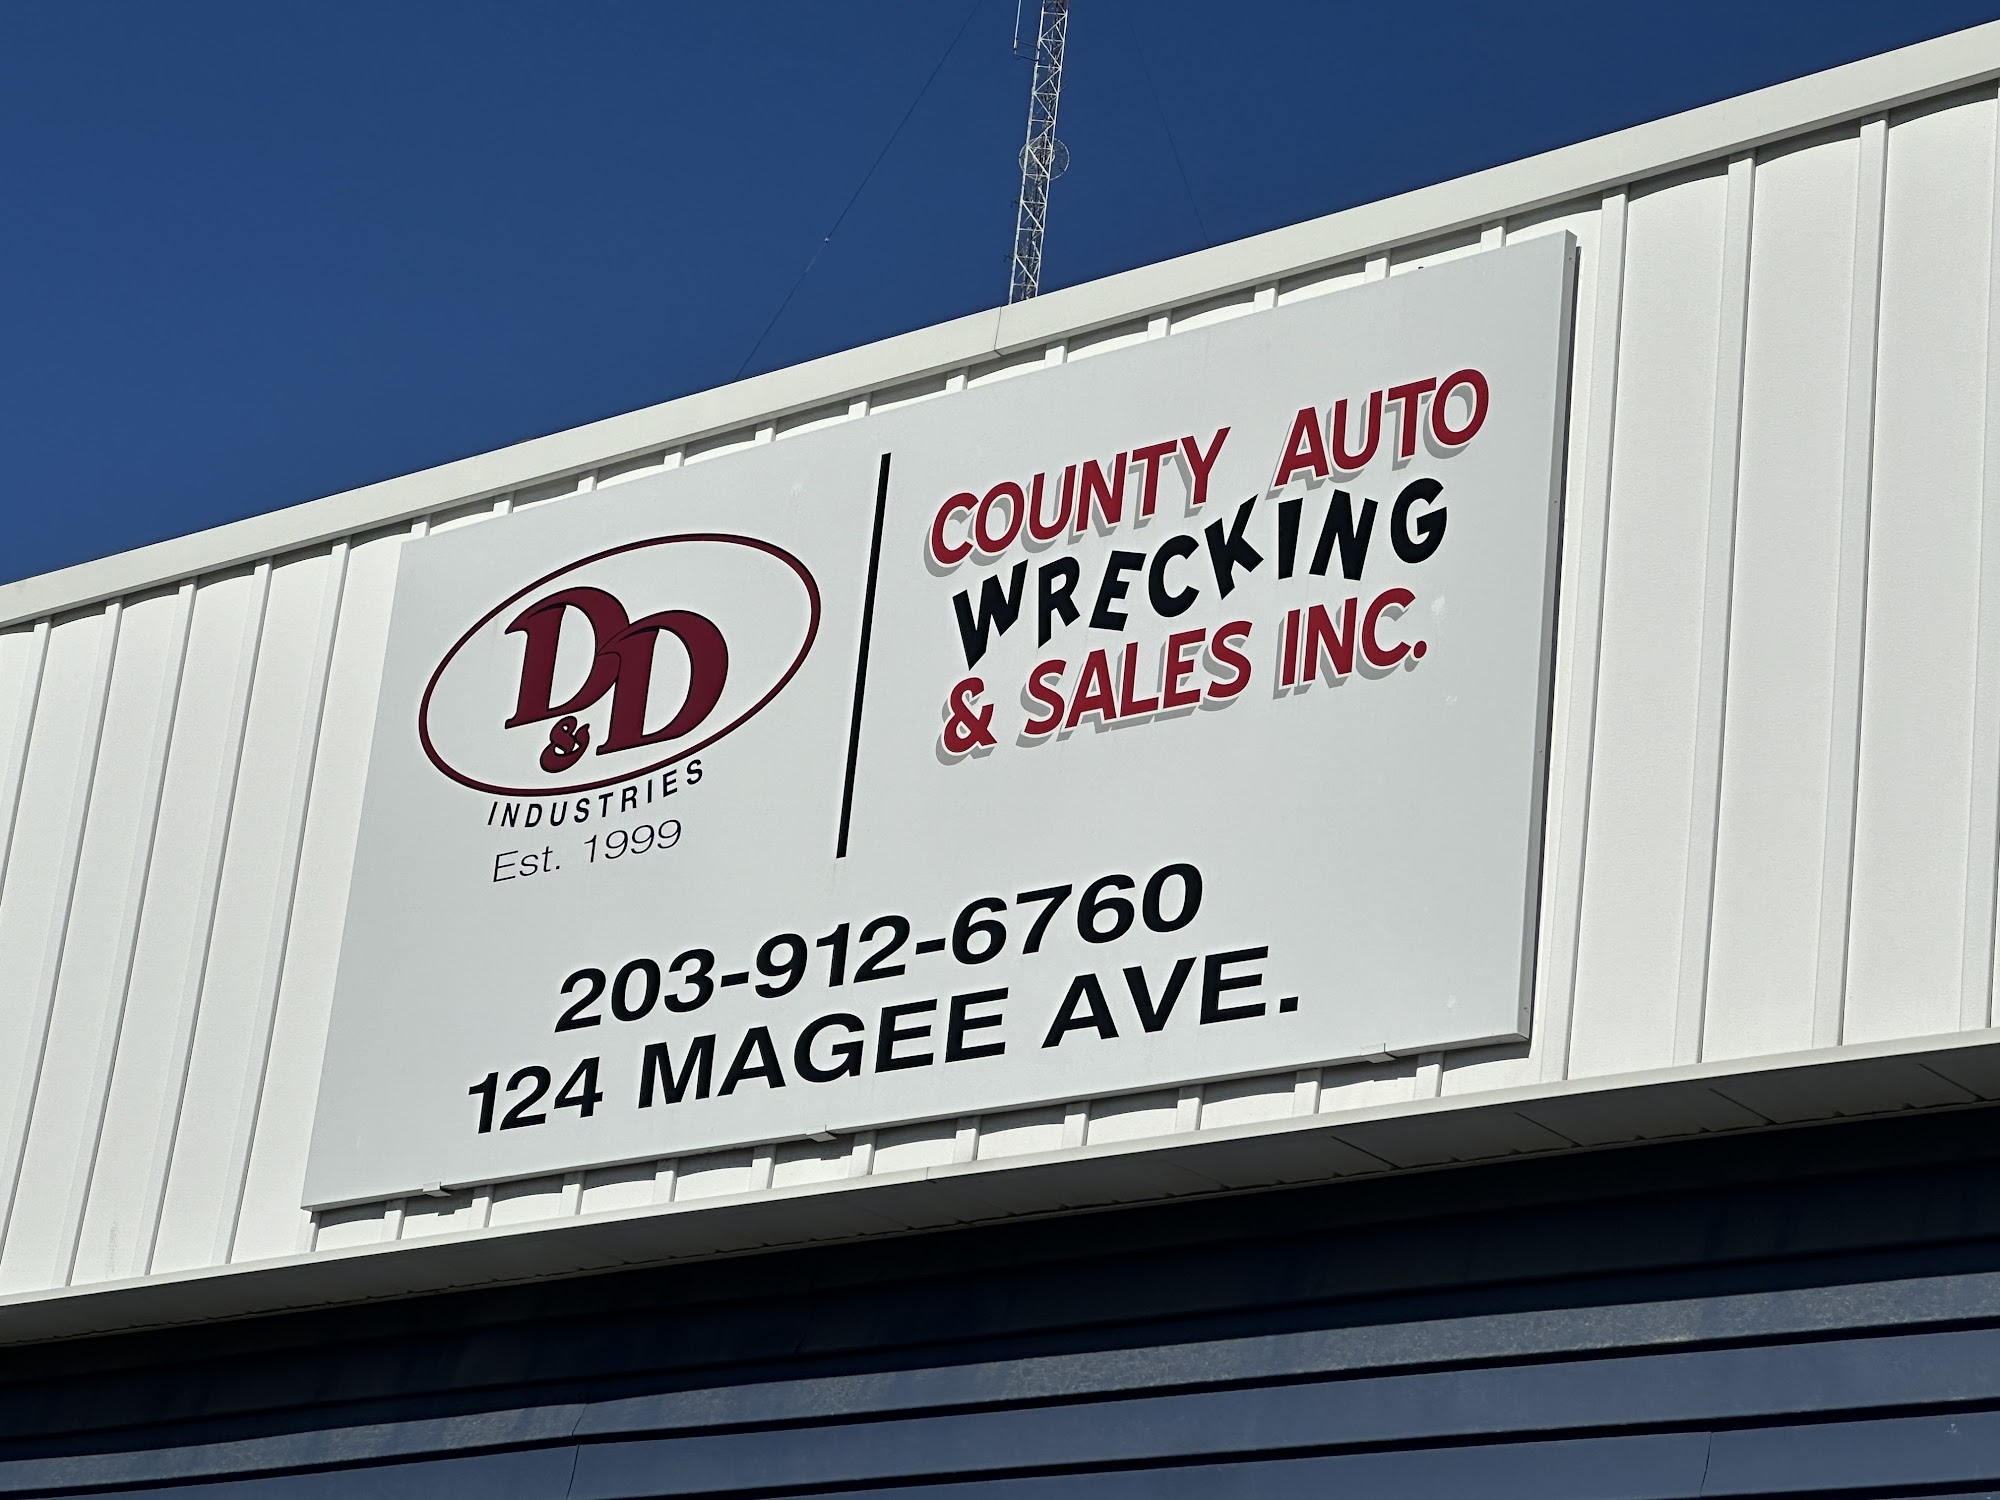 D&D
INDUSTRIES
Est. 1999
COUNTY AUTO
WRECKING
& SALES INC.
203-912-6760
124 MAGEE AVE.